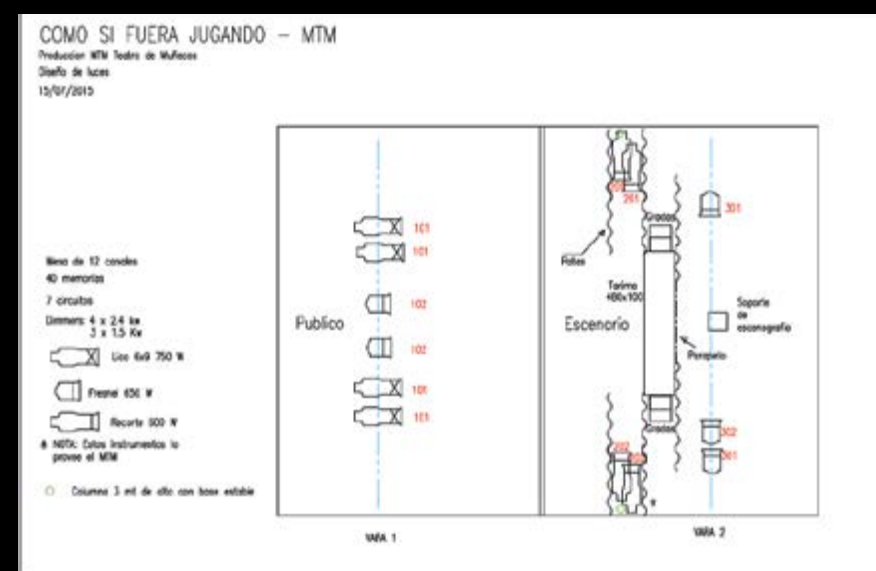 COMO SI FUERA JUGANDO - MTM
Produccion MTM Teatro de Muñecos
Diseño de luces
15/07/2015
Mesa de 12 canales
40 memorias
7 circuitos
Dimmers: 4 x 2.4 kw
3 x 1.5 Kw
Lico 6x9 750 W
Fresnel 650 W
Recorte 500 W
NOTA: Estos Instrumentos lo
provee el MTM
Columna 3 mt de alto con base estable
Publico
101
101
102
102
101
101
VARA 1
201
301
Gradas
Patas
Tarima
480x100
Escenario
Soporte
de
escenografia
Gradas
202
302
301
VARA 2